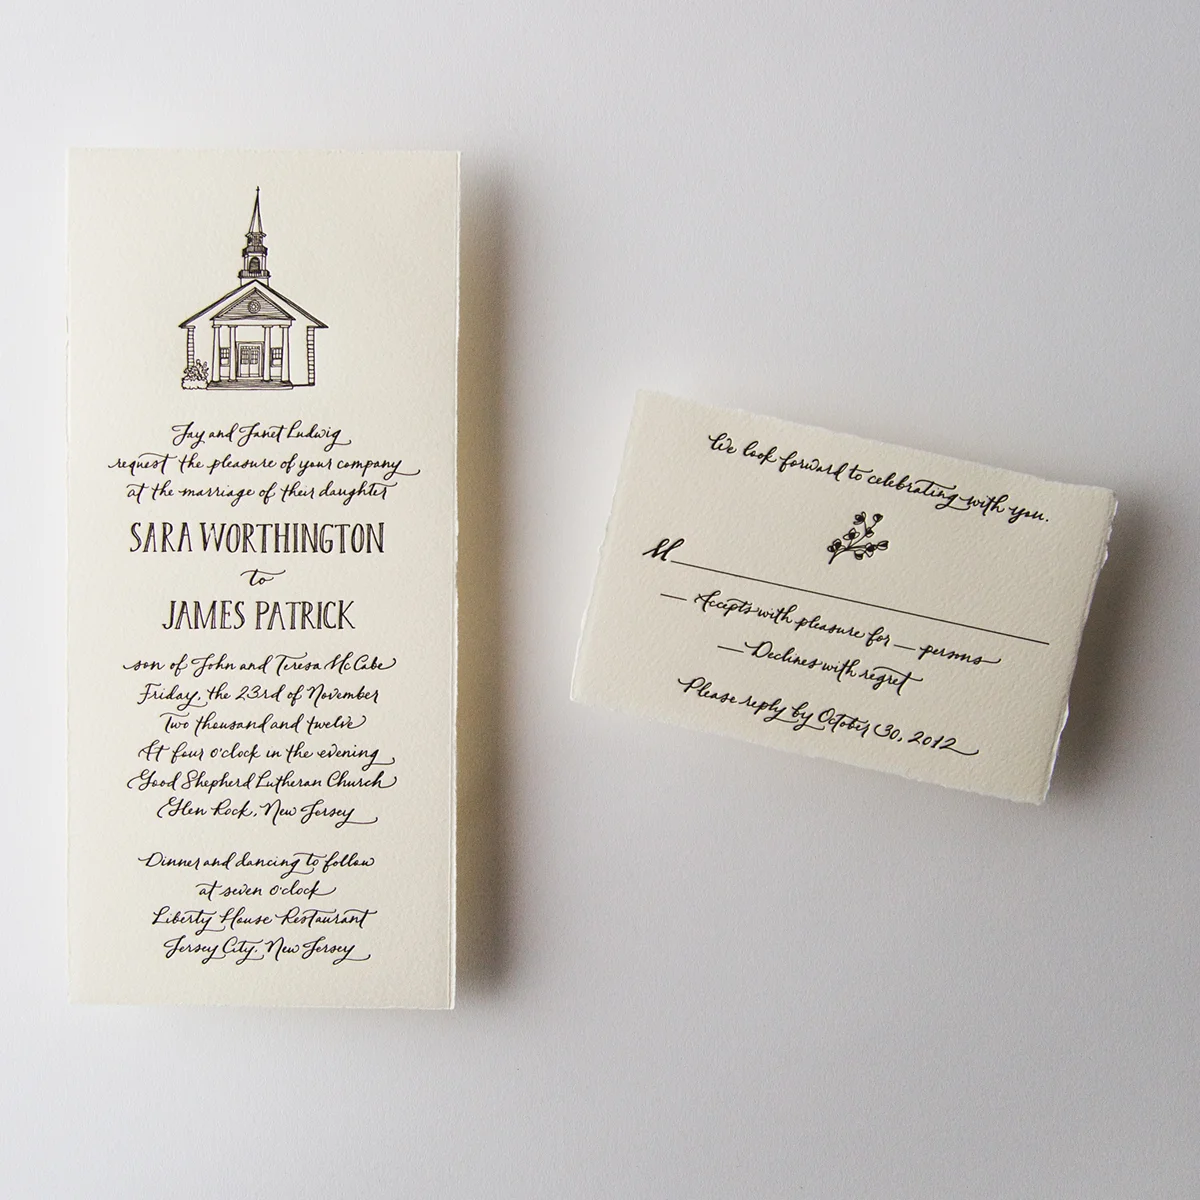 Jay and Janet Ludwig
request the pleasure of your company
at the marriage of their daughter
SARA WORTHINGTON
to
JAMES PATRICK
son of John and Teresa McCabe
Friday, the 23rd of November
Two thousand and twelve
At four o'clock in the evening
Good Shepherd Lutheran Church
Glen Rock, New Jersey
Dinner and dancing to follow
at seven o'clock
Liberty House Restaurant
Jersey City, New Jersey
We look forward to celebrating with you.
M
Accepts with pleasure for __ persons
Declines with regret
Please reply by October 30, 2012